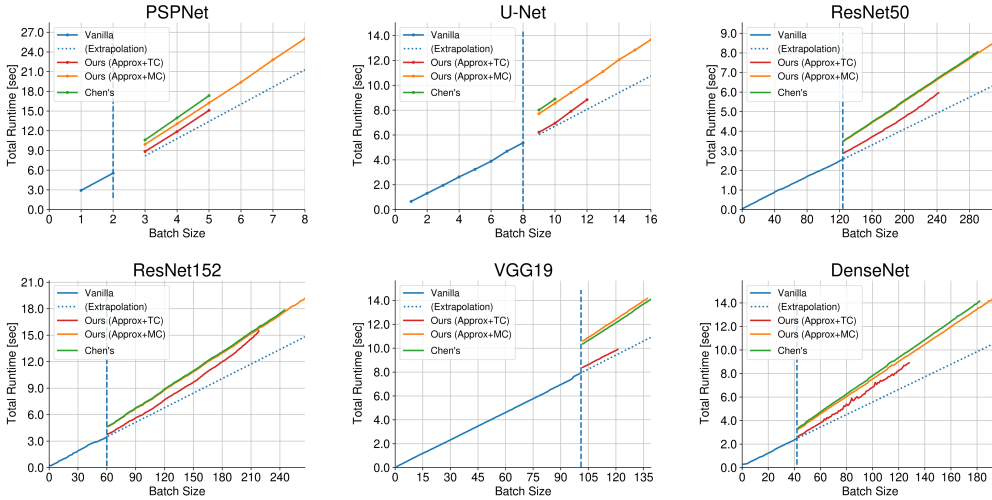 PSPNet
Total Runtime [sec]
27.0
24.0
21.0
18.0
15.0
12.0
9.0
6.0
3.0
0.0
Vanilla
(Extrapolation)
Ours (Approx+TC)
Ours (Approx+MC)
Chen's
0 1 2 3 4 5 6 7 8
Batch Size
U-Net
Total Runtime [sec]
14.0
12.0
10.0
8.0
6.0
4.0
2.0
0.0
Vanilla
(Extrapolation)
Ours (Approx+TC)
Ours (Approx+MC)
Chen's
0 2 4 6 8 10 12 14 16
Batch Size
ResNet50
Total Runtime [sec]
9.0
8.0
7.0
6.0
5.0
4.0
3.0
2.0
1.0
0.0
Vanilla
(Extrapolation)
Ours (Approx+TC)
Ours (Approx+MC)
Chen's
0 40 80 120 160 200 240 280
Batch Size
ResNet152
Total Runtime [sec]
21.0
18.0
15.0
12.0
9.0
6.0
3.0
0.0
Vanilla
(Extrapolation)
Ours (Approx+TC)
Ours (Approx+MC)
Chen's
0 30 60 90 120 150 180 210 240
Batch Size
VGG19
Total Runtime [sec]
14.0
12.0
10.0
8.0
6.0
4.0
2.0
0.0
Vanilla
(Extrapolation)
Ours (Approx+TC)
Ours (Approx+MC)
Chen's
0 15 30 45 60 75 90 105 120 135
Batch Size
DenseNet
Total Runtime [sec]
14.0
12.0
10.0
8.0
6.0
4.0
2.0
0.0
Vanilla
(Extrapolation)
Ours (Approx+TC)
Ours (Approx+MC)
Chen's
0 20 40 60 80 100 120 140 160 180
Batch Size